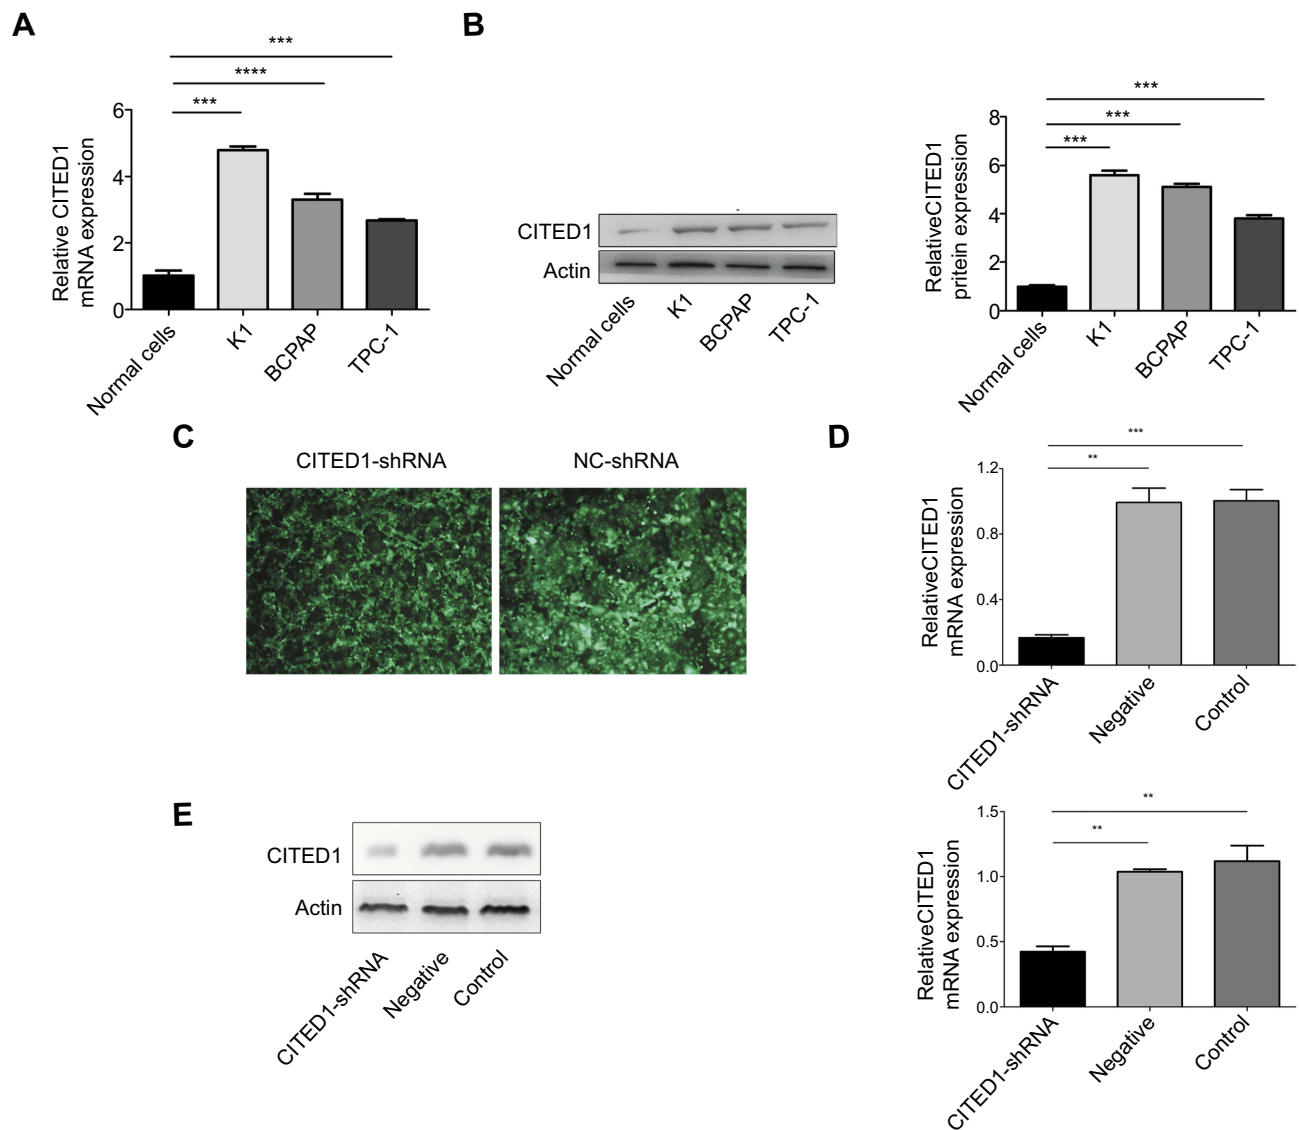 A
***
****
***
Relative CITED1
mRNA expression
6
4
2
0
Normal cells
K1
BCPAP
TPC-1
B
CITED1
Actin
Normal cells
K1
BCPAP
TPC-1
***
***
***
RelativeCITED1
pritein expression
8
6
4
2
0
Normal cells
K1
BCPAP
TPC-1
C
CITED1-shRNA
NC-shRNA
D
***
**
RelativeCITED1
mRNA expression
1.2
0.8
0.4
0.0
CITED1-shRNA
Negative
Control
E
CITED1
Actin
CITED1-shRNA
Negative
Control
**
**
RelativeCITED1
mRNA expression
1.5
1.0
0.5
0.0
CITED1-shRNA
Negative
Control